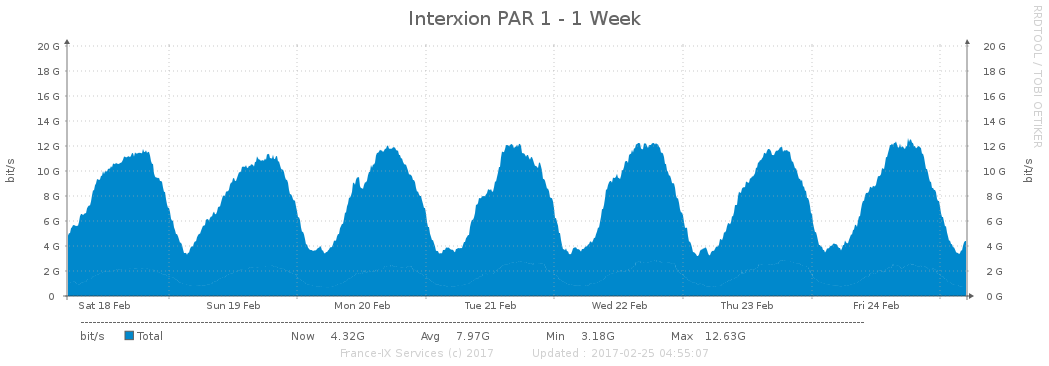 Interxion PAR 1 - 1 Week
RRDTOOL / TOBI OETIKER
20 G 20 G
18 G 18 G
16 G 16 G
14 G 14 G
12 G 12 G
10 G 10 G
8 G 8 G
6 G 6 G
4 G 4 G
2 G 2 G
0 0 G
bit/s
bit/s
Sat 18 Feb Sun 19 Feb Mon 20 Feb Tue 21 Feb Wed 22 Feb Thu 23 Feb Fri 24 Feb
bit/s Total Now 4.32G Avg 7.97G Min 3.18G Max 12.63G
France-IX Services (c) 2017 Updated : 2017-02-25 04:55:07